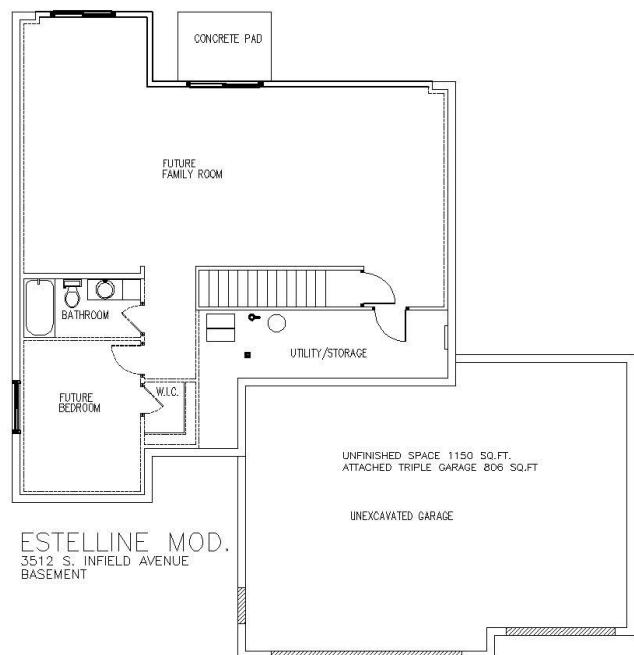 CONCRETE PAD
FUTURE
FAMILY ROOM
BATHROOM
UTILITY/STORAGE
FUTURE
BEDROOM
W.I.C.
UNFINISHED SPACE 1150 SQ.FT.
ATTACHED TRIPLE GARAGE 806 SQ.FT
UNEXCAVATED GARAGE
ESTELLINE MOD.
3512 S. INFIELD AVENUE
BASEMENT